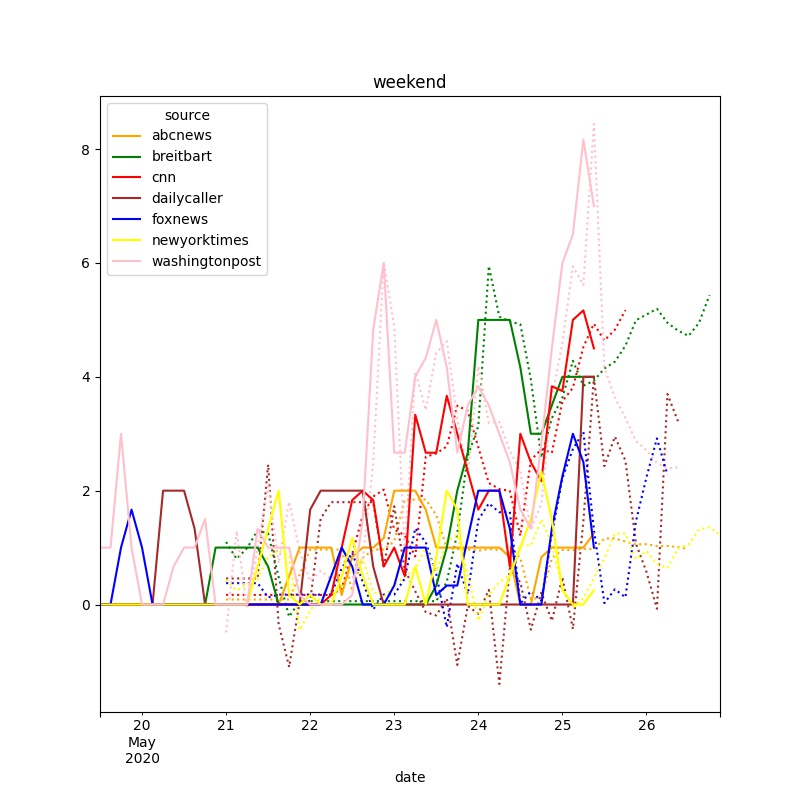 weekend
source
abcnews
breitbart
cnn
dailycaller
foxnews
newyorktimes
washingtonpost
8
6
4
2
0
20 21 22 23 24 25 26
May
2020
date